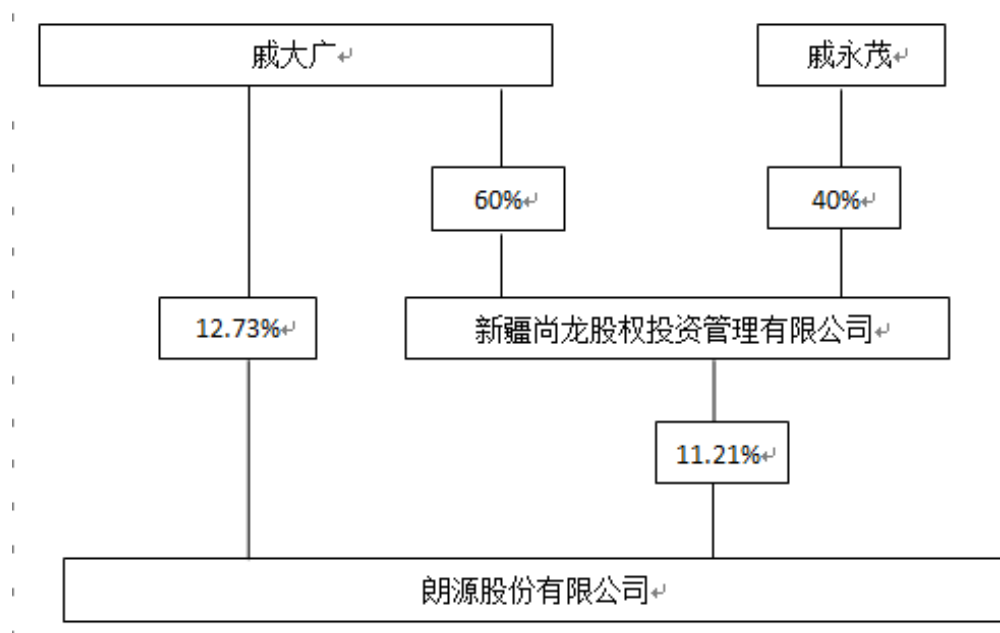 戚大广
戚永茂
60%
40%
12.73%
新疆尚龙股权投资管理有限公司
11.21%
朗源股份有限公司